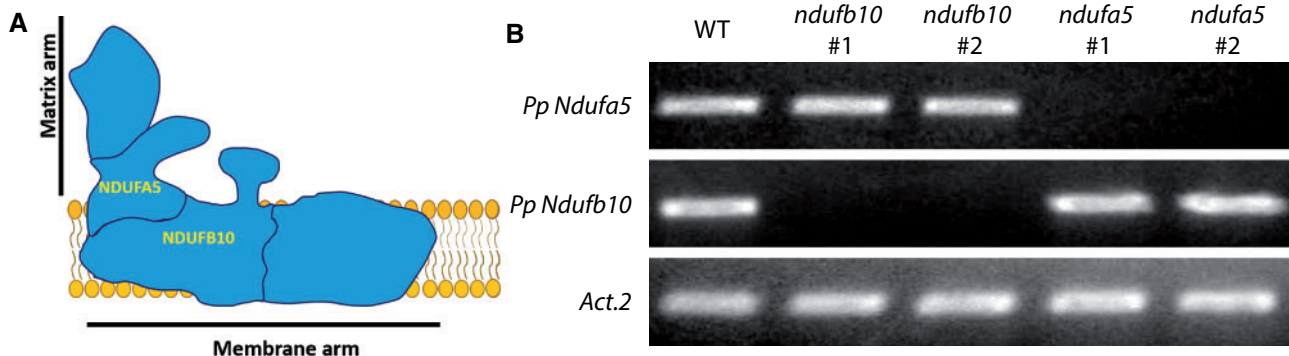 A
Matrix arm
NDUFA5
NDUFB10
Membrane arm
B
WT
ndufb10 #1
ndufb10 #2
ndufa5 #1
ndufa5 #2
Pp Ndufa5
Pp Ndufb10
Act.2